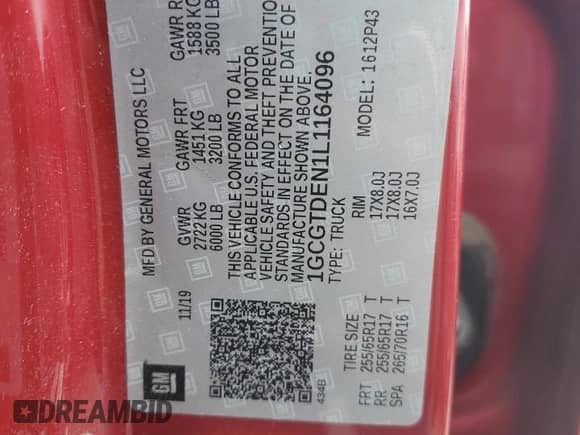 MFD BY GENERAL MOTORS LLC
11/19
GVWR
2722 KG
6000 LB
GAWR FRT
1451 KG
3200 LB
GAWR R
1588 KG
3500 LB
THIS VEHICLE CONFORMS TO ALL
APPLICABLE U.S. FEDERAL MOTOR
VEHICLE SAFETY AND THEFT PREVENTIO
STANDARDS IN EFFECT ON THE DATE OF
MANUFACTURE SHOWN ABOVE.
1GCGTDEN1L1164096
TYPE: TRUCK
MODEL: 1612P43
434B
TIRE SIZE RIM
FRT 255/65R17 T 17X8.0J
RR 255/65R17 T 17X8.0J
SPA 265/70R16 T 16X7.0J
GM
DREAMBID